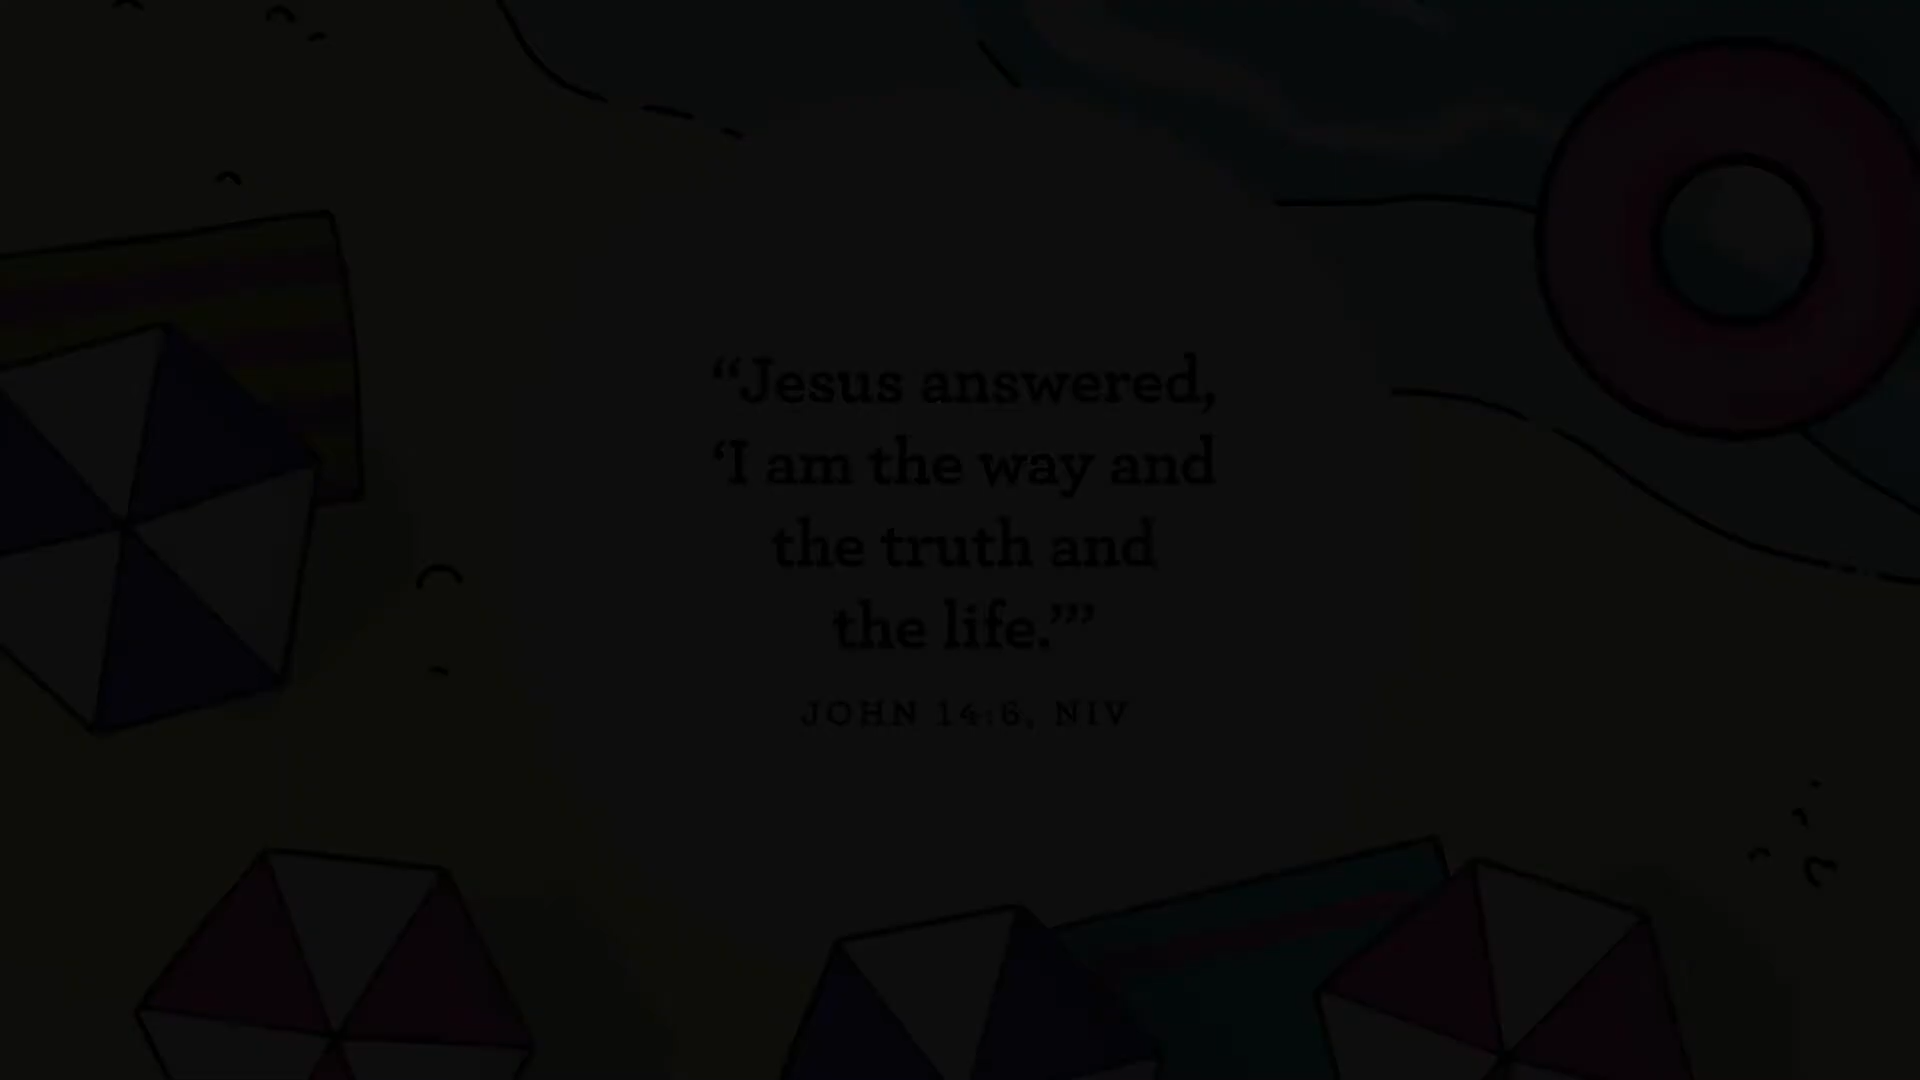 “Jesus answered,
‘I am the way and
the truth and
the life.’”
JOHN 14:6, NIV